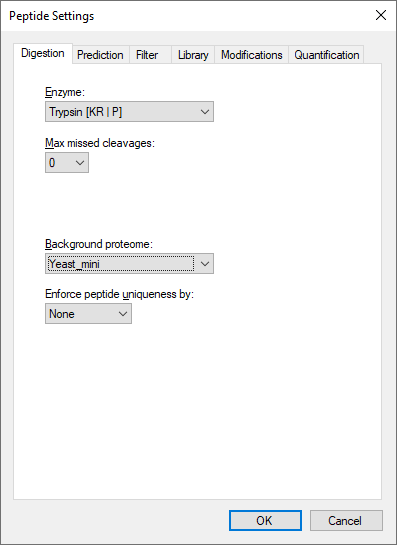 Peptide Settings
Digestion Prediction Filter Library Modifications Quantification
Enzyme:
Trypsin [KR | P]
Max missed cleavages:
0
Background proteome:
Yeast_mini
Enforce peptide uniqueness by:
None
OK Cancel